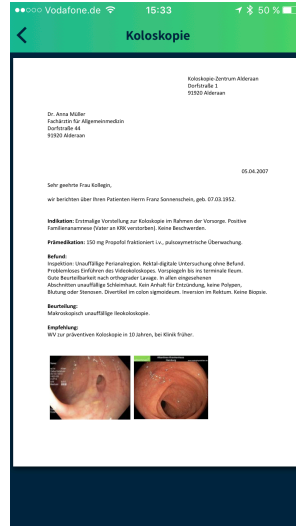 Vodafone.de
15:33
50 %
Koloskopie
Koloskopie-Zentrum Alderaan
Dorfstraße 1
91920 Alderaan
Dr. Anna Müller
Fachärztin für Allgemeinmedizin
Dorfstraße 44
91920 Alderaan
05.04.2007
Sehr geehrte Frau Kollegin,
wir berichten über Ihren Patienten Herrn Franz Sonnenschein, geb. 07.03.1952.
Indikation: Erstmalige Vorstellung zur Koloskopie im Rahmen der Vorsorge. Positive
Familienanamnese (Vater an KRK verstorben). Keine Beschwerden.
Prämedikation: 150 mg Propofol fraktioniert i.v., pulsoxymetrische Überwachung.
Befund:
Inspektion: Unauffällige Perianalregion. Rektal-digitale Untersuchung ohne Befund.
Problemloses Einführen des Videokoloskopes. Vorspiegeln bis ins terminale Ileum.
Gute Beurteilbarkeit nach orthograder Lavage. In allen eingesehenen
Abschnitten unauffällige Schleimhaut. Kein Anhalt für Entzündung, keine Polypen,
Blutung oder Stenosen. Divertikel im colon sigmoideum. Inversion im Rektum. Keine Biopsie.
Beurteilung:
Makroskopisch unauffällige Ileokoloskopie.
Empfehlung:
WV zur präventiven Koloskopie in 10 Jahren, bei Klinik früher.